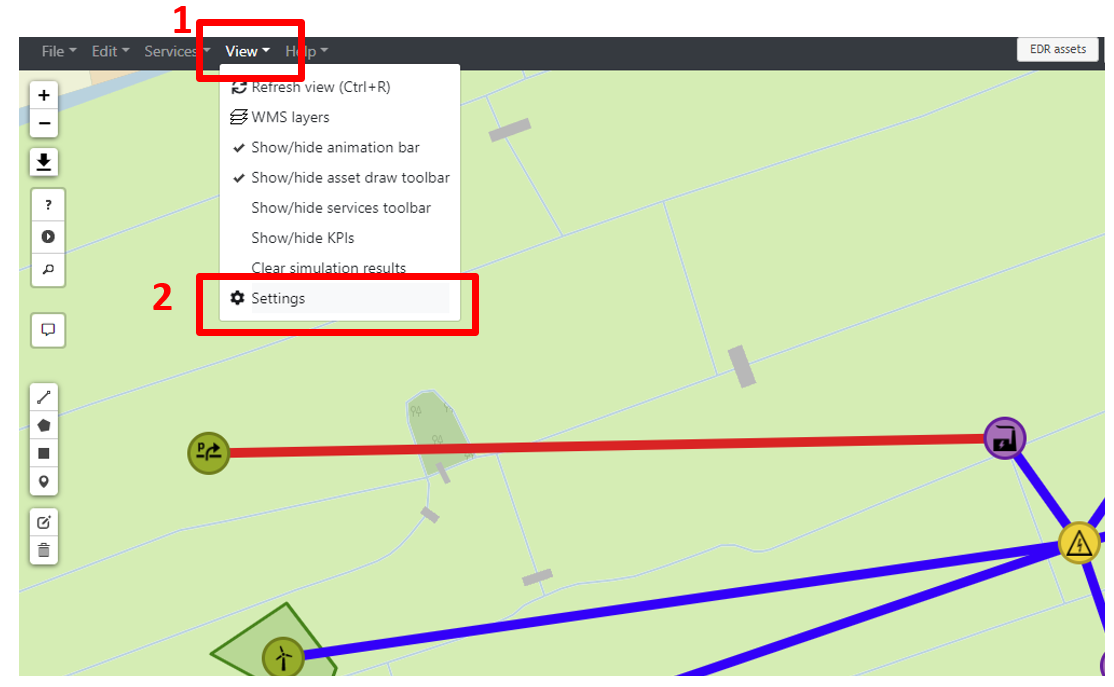 1
File Edit Services View Help EDR assets
Refresh view (Ctrl+R)
WMS layers
Show/hide animation bar
Show/hide asset draw toolbar
Show/hide services toolbar
Show/hide KPIs
Clear simulation results
2 Settings
+
−
?
P